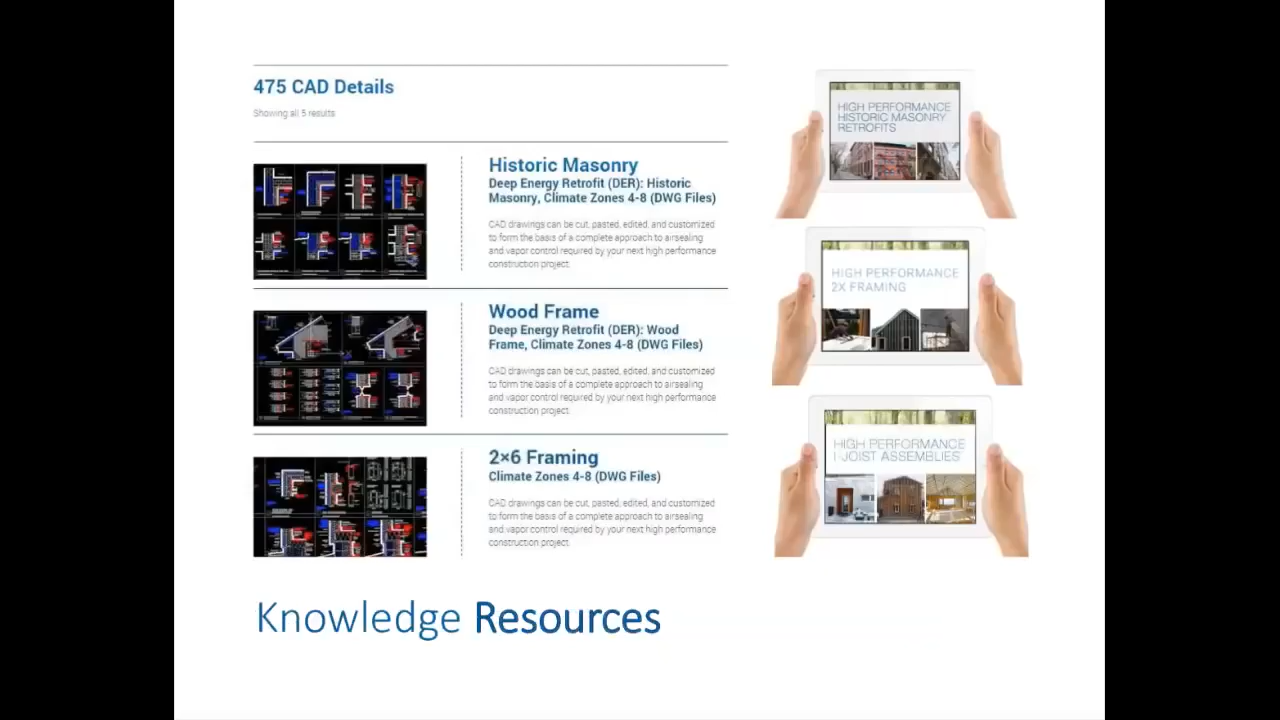 475 CAD Details
Showing all 5 results
Historic Masonry
Deep Energy Retrofit (DER): Historic
Masonry, Climate Zones 4-8 (DWG Files)
CAD drawings can be cut, pasted, edited, and customized
to form the basis of a complete approach to airsealing
and vapor control required by your next high performance
construction project.
Wood Frame
Deep Energy Retrofit (DER): Wood
Frame, Climate Zones 4-8 (DWG Files)
CAD drawings can be cut, pasted, edited, and customized
to form the basis of a complete approach to airsealing
and vapor control required by your next high performance
construction project.
2×6 Framing
Climate Zones 4-8 (DWG Files)
CAD drawings can be cut, pasted, edited, and customized
to form the basis of a complete approach to airsealing
and vapor control required by your next high performance
construction project.
HIGH PERFORMANCE
HISTORIC MASONRY
RETROFITS
HIGH PERFORMANCE
2X FRAMING
HIGH PERFORMANCE
I-JOIST ASSEMBLIES
Knowledge Resources